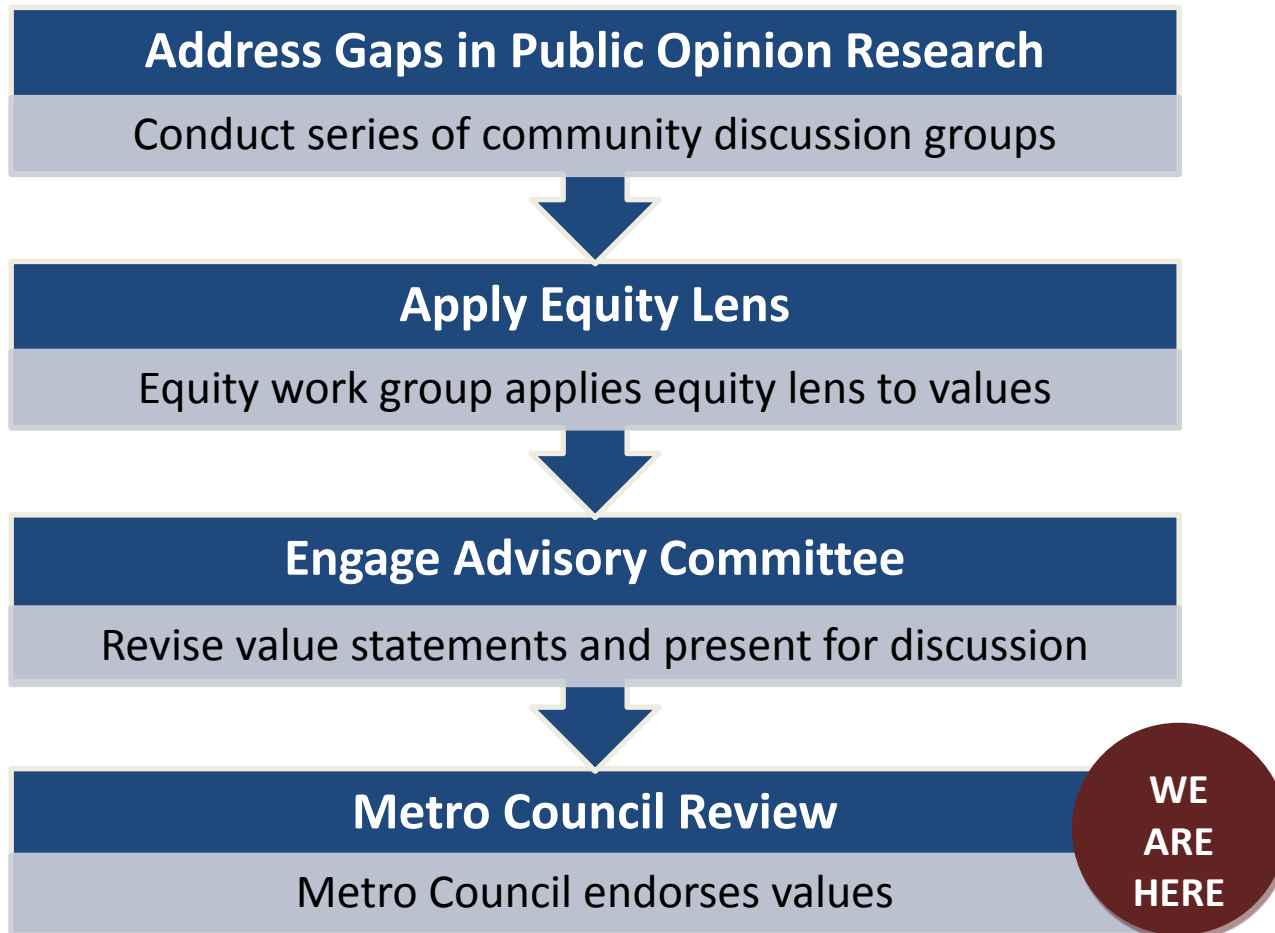 Address Gaps in Public Opinion Research
Conduct series of community discussion groups
Apply Equity Lens
Equity work group applies equity lens to values
Engage Advisory Committee
Revise value statements and present for discussion
Metro Council Review
Metro Council endorses values
WE
ARE
HERE